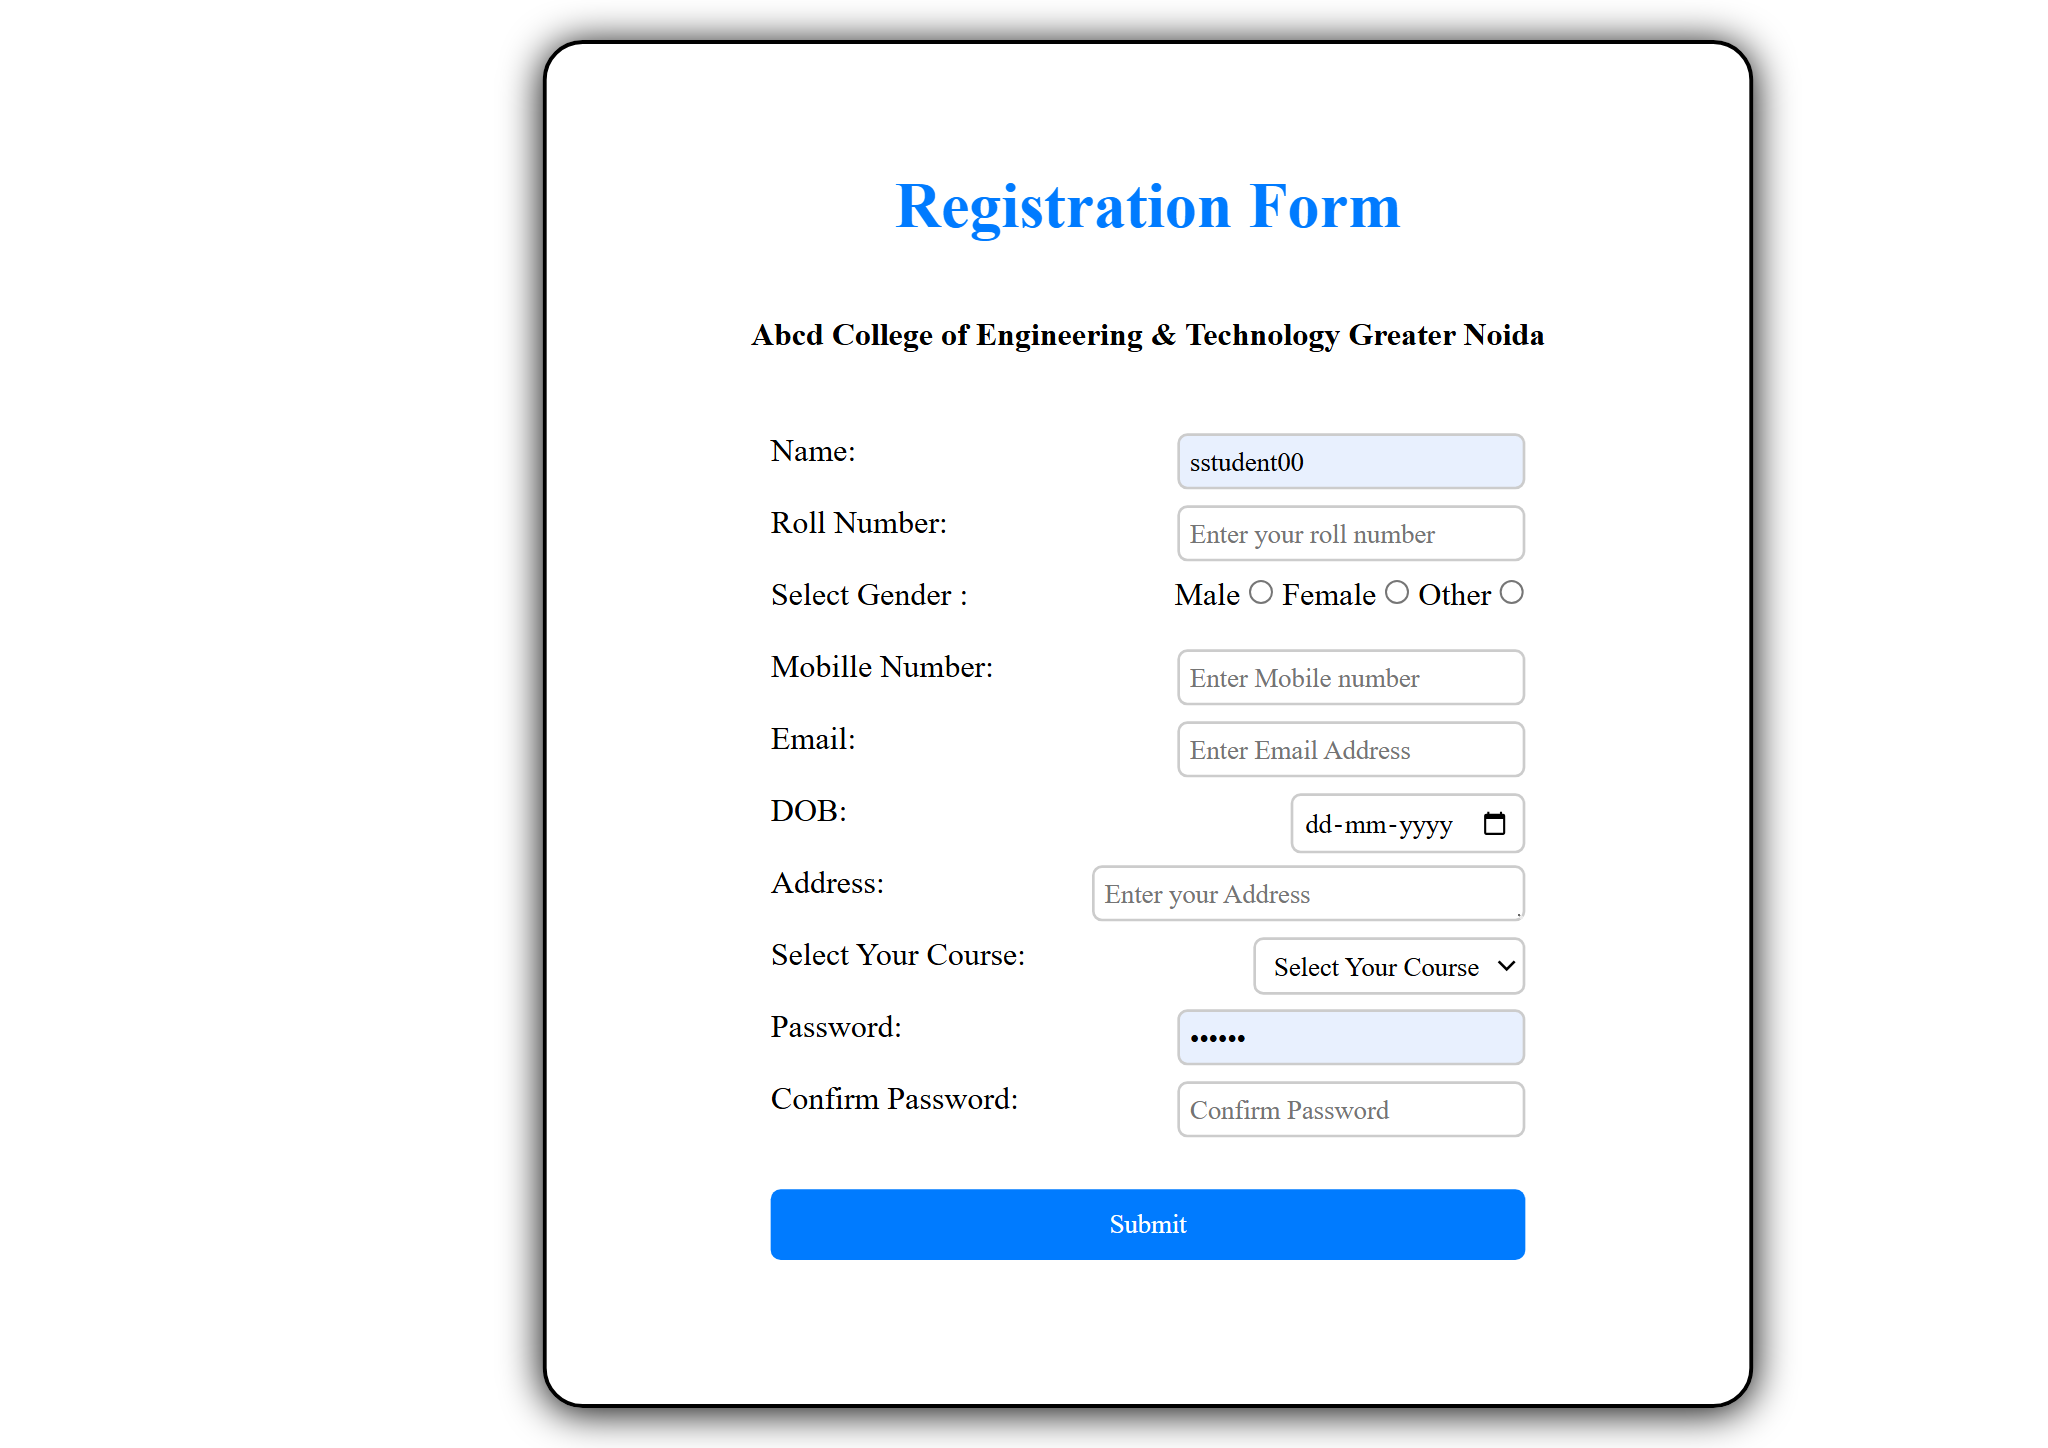 Registration Form
Abcd College of Engineering & Technology Greater Noida
Name: sstudent00
Roll Number: Enter your roll number
Select Gender : Male Female Other
Mobille Number: Enter Mobile number
Email: Enter Email Address
DOB: dd-mm-yyyy
Address: Enter your Address
Select Your Course: Select Your Course
Password: ••••••
Confirm Password: Confirm Password
Submit